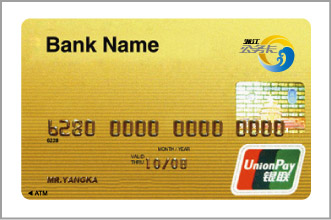 Bank Name
浙江
公务卡
6280 0000 0000 0000
6228
MONTH / YEAR
VALID
THRU 10/08
UnionPay
银联
MR.YANGKA
◀ATM